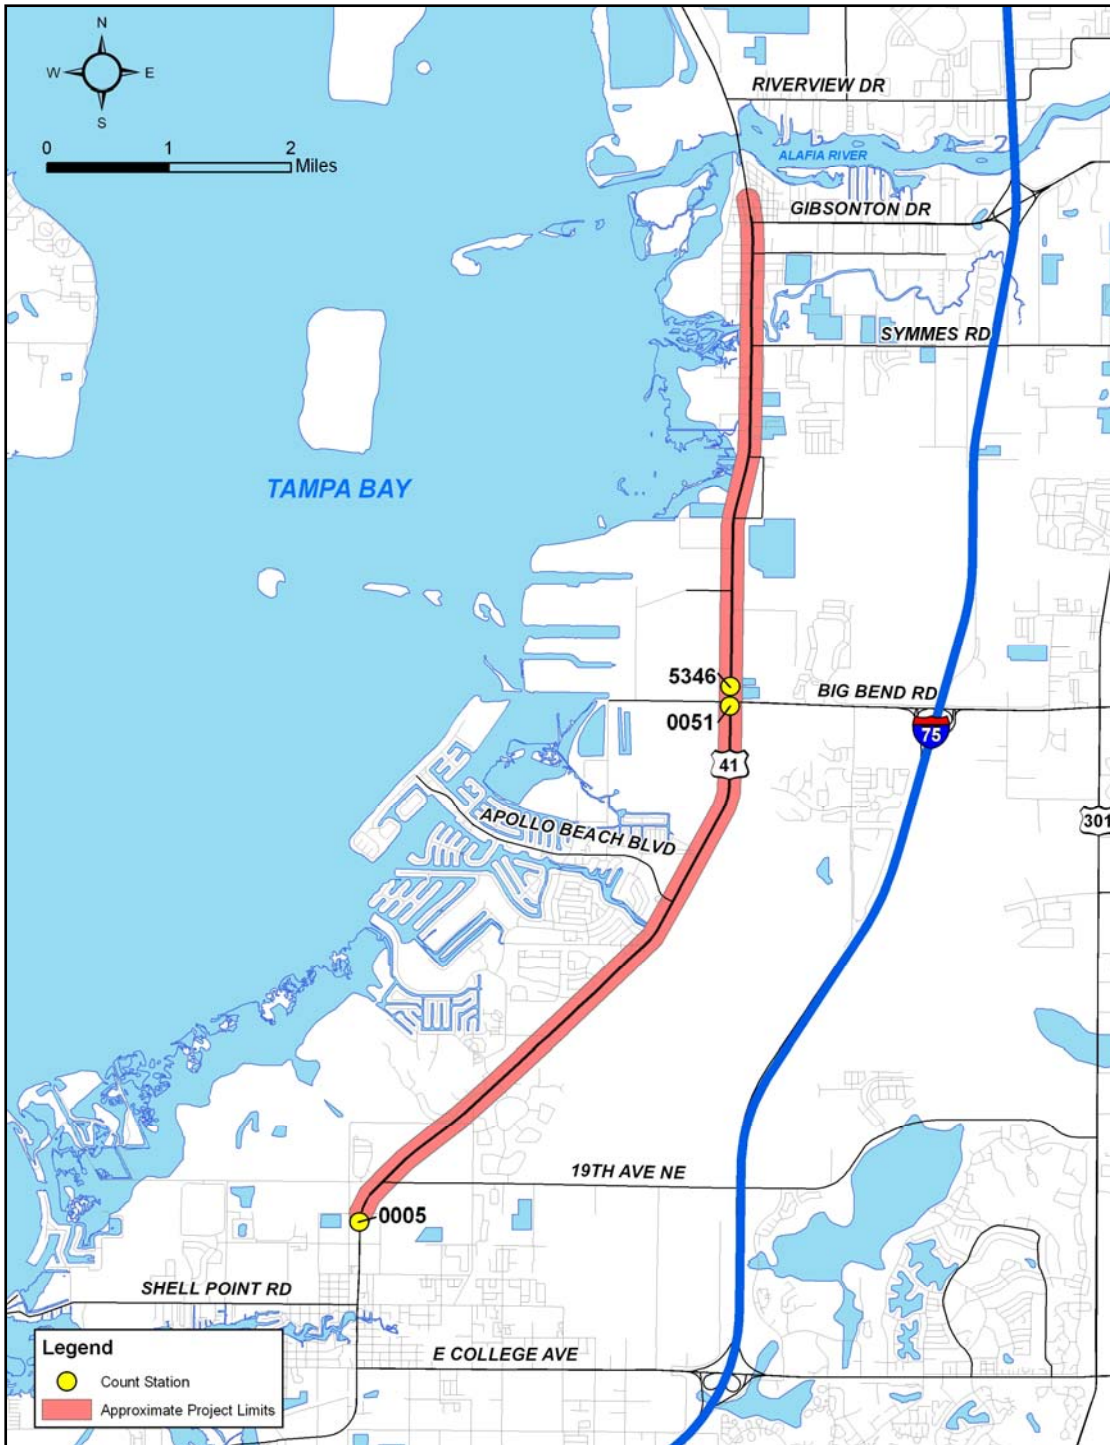 N
W E
S
0 1 2
Miles
RIVERVIEW DR
ALAFIA RIVER
GIBSONTON DR
SYMMES RD
TAMPA BAY
5346
BIG BEND RD
0051
75
41
301
APOLLO BEACH BLVD
19TH AVE NE
0005
SHELL POINT RD
E COLLEGE AVE
Legend
Count Station
Approximate Project Limits